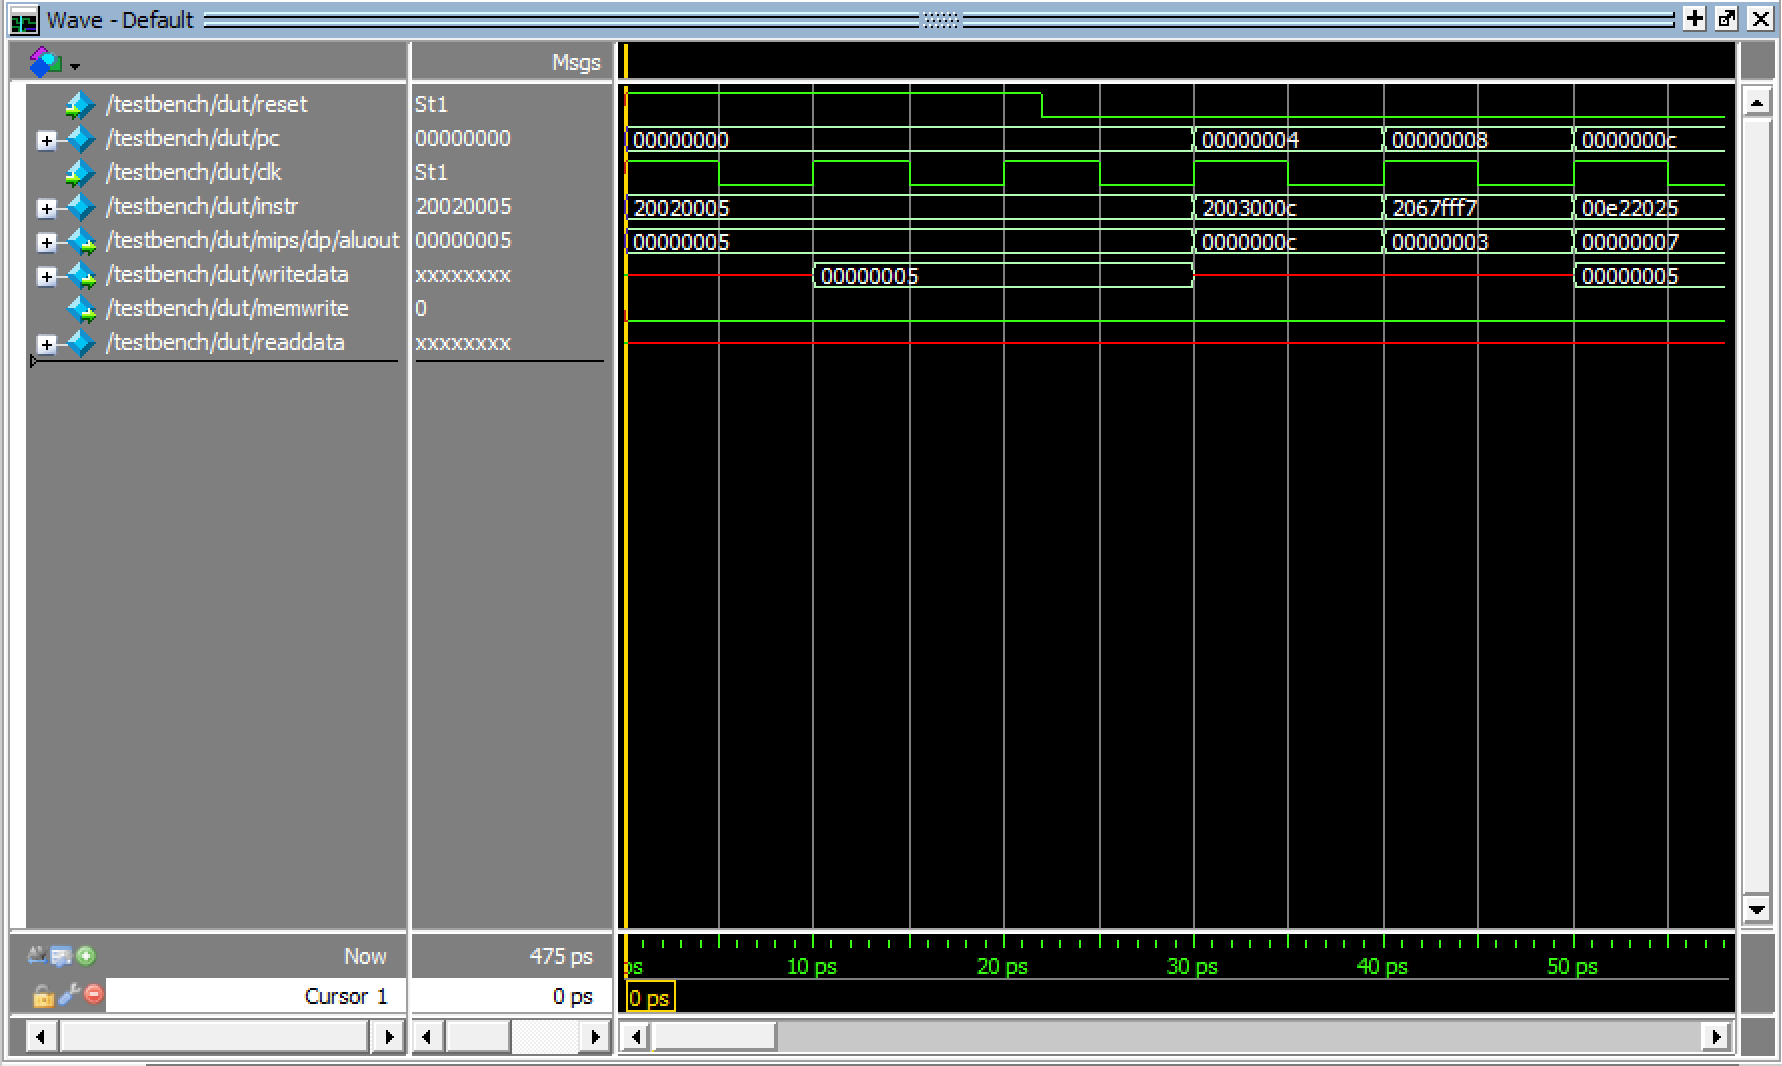 Wave - Default
Msgs
/testbench/dut/reset St1
/testbench/dut/pc 00000000 00000000 00000004 00000008 0000000c
/testbench/dut/clk St1
/testbench/dut/instr 20020005 20020005 2003000c 2067fff7 00e22025
/testbench/dut/mips/dp/aluout 00000005 00000005 0000000c 00000003 00000007
/testbench/dut/writedata xxxxxxxx 00000005 00000005
/testbench/dut/memwrite 0
/testbench/dut/readdata xxxxxxxx
Now 475 ps ps 10 ps 20 ps 30 ps 40 ps 50 ps
Cursor 1 0 ps 0 ps